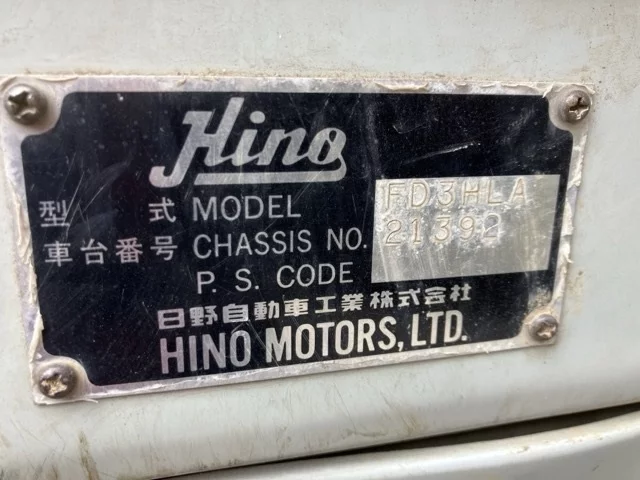 Hino
型 式 MODEL FD3HLA
車台番号 CHASSIS NO. 21392
P. S. CODE
日野自動車工業株式会社
HINO MOTORS, LTD.